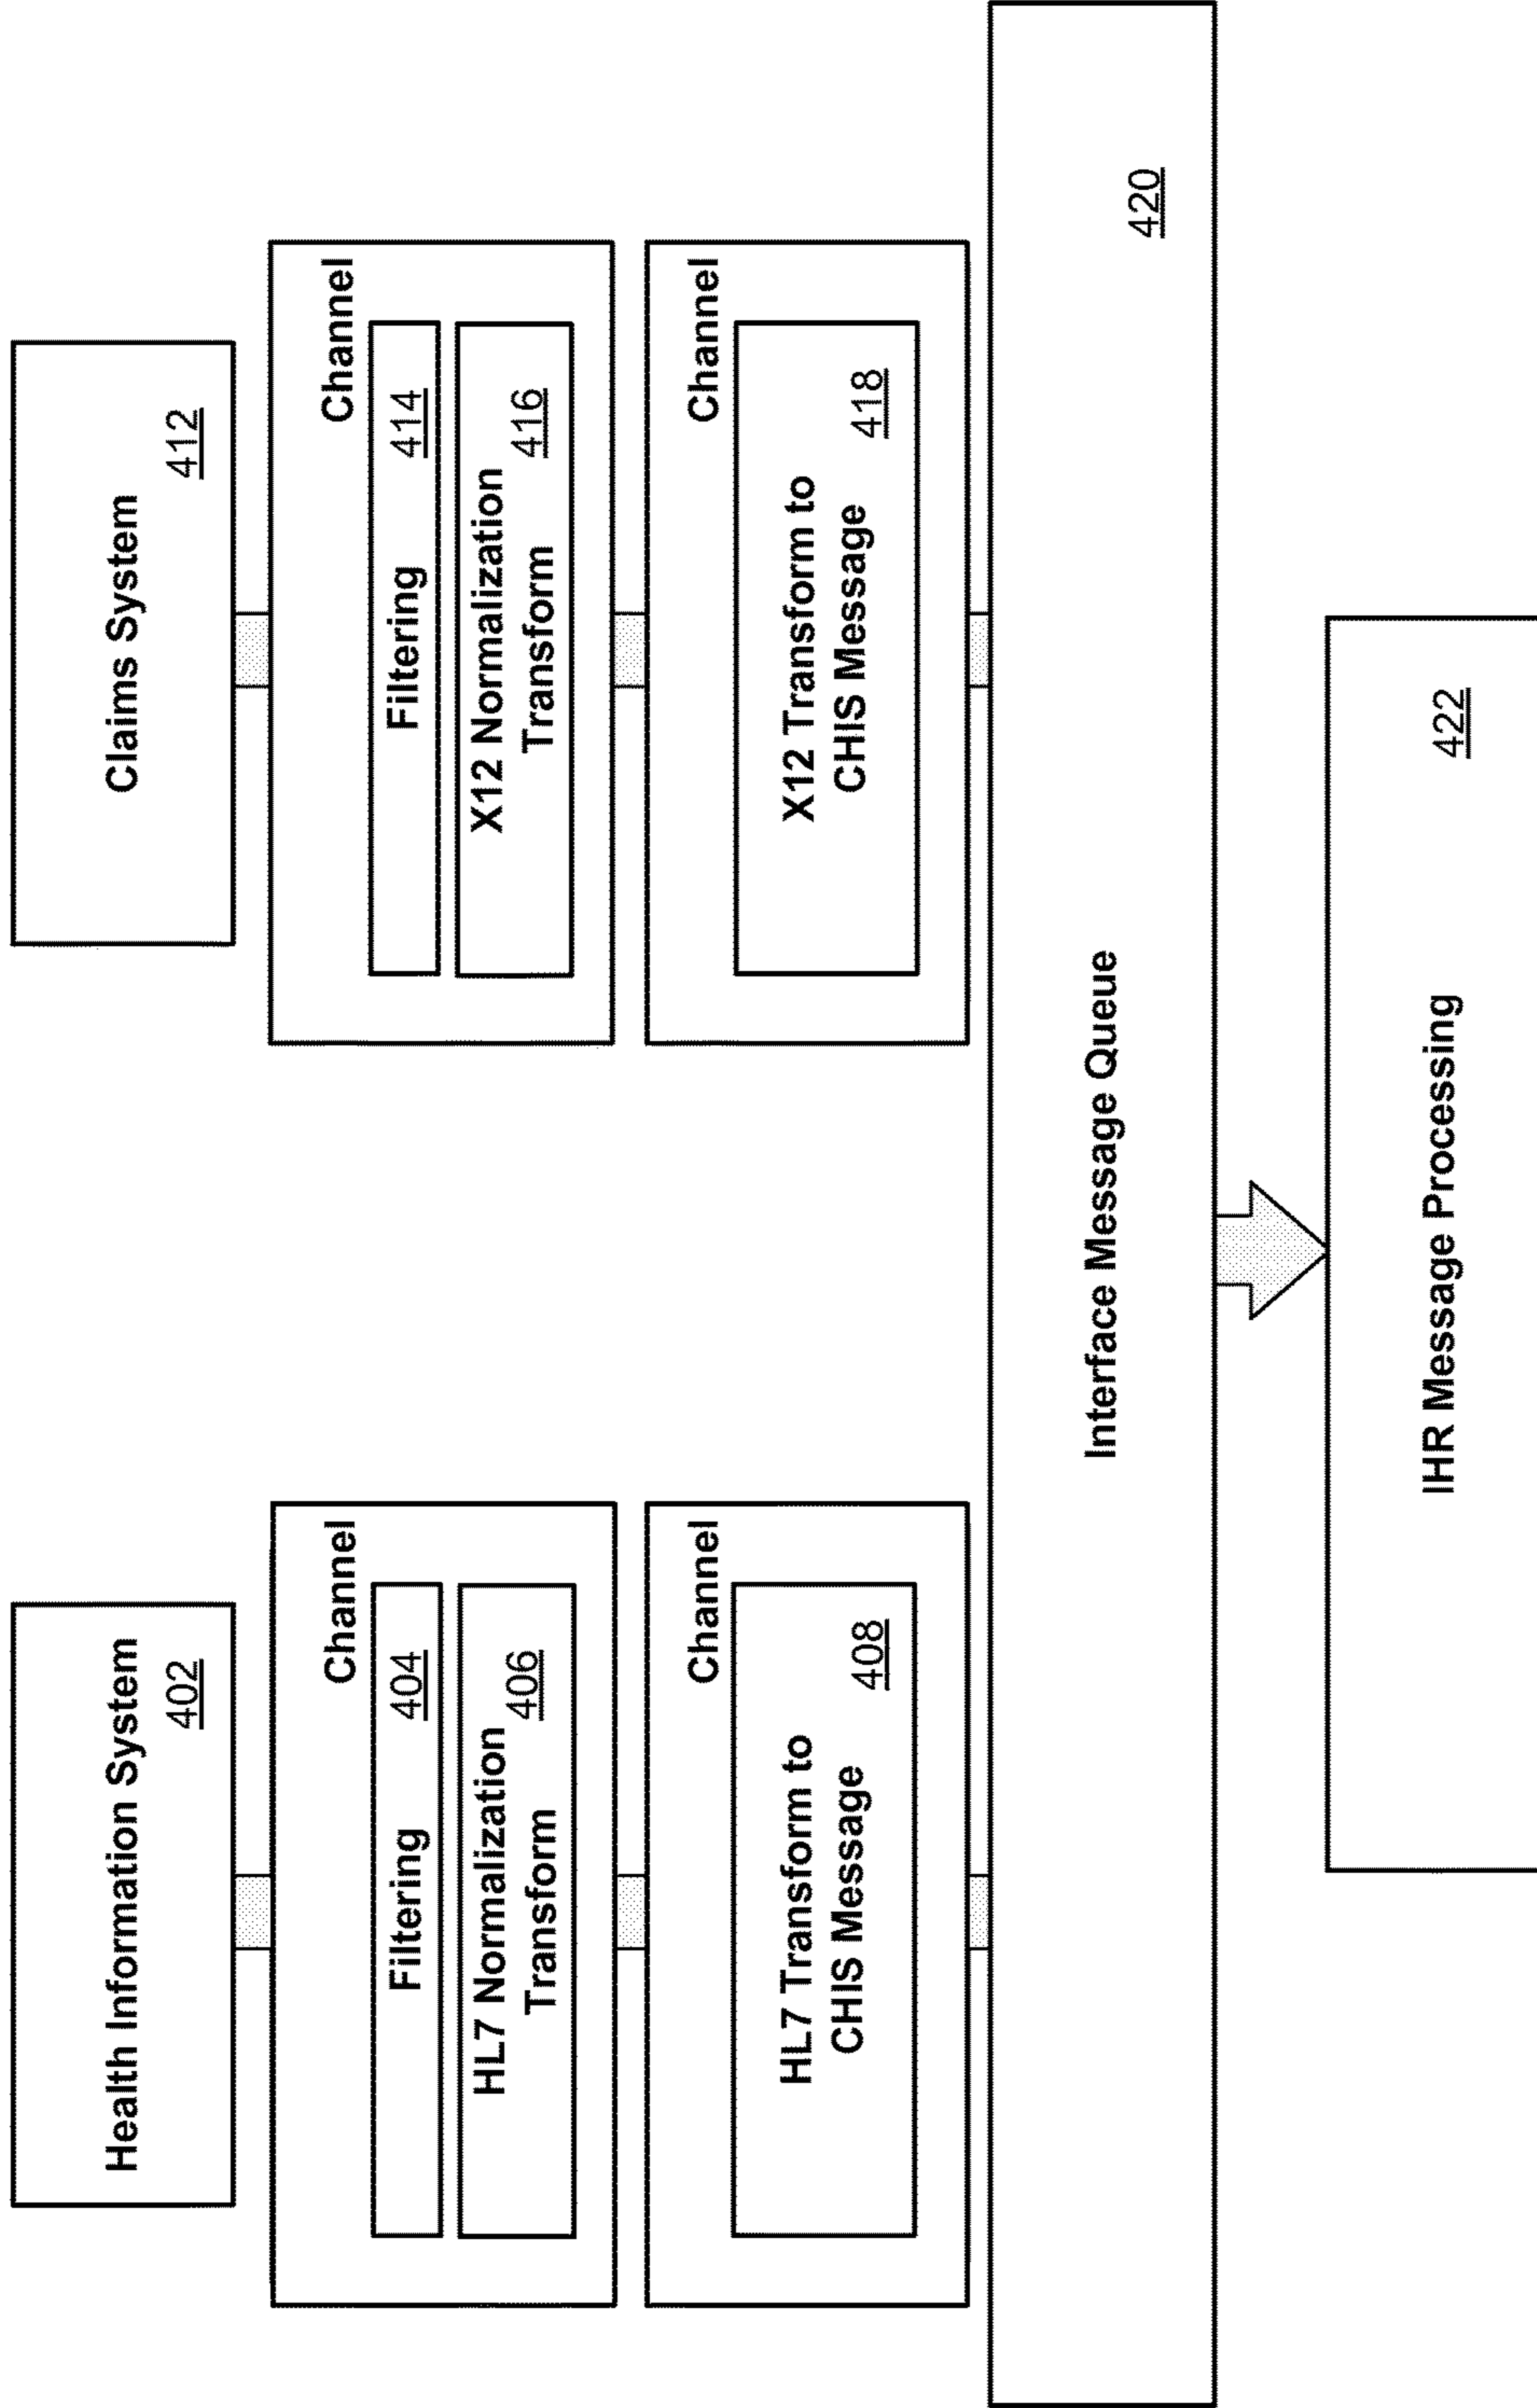 Health Information System
402
Channel
Filtering
404
HL7 Normalization
Transform
406
Channel
HL7 Transform to
CHIS Message
408
Claims System
412
Channel
Filtering
414
X12 Normalization
Transform
416
Channel
X12 Transform to
CHIS Message
418
Interface Message Queue
420
IHR Message Processing
422